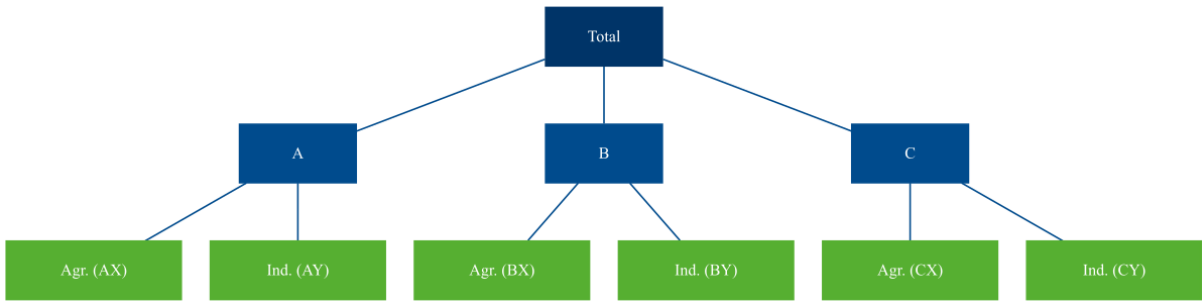 Total
A
B
C
Agr. (AX)
Ind. (AY)
Agr. (BX)
Ind. (BY)
Agr. (CX)
Ind. (CY)